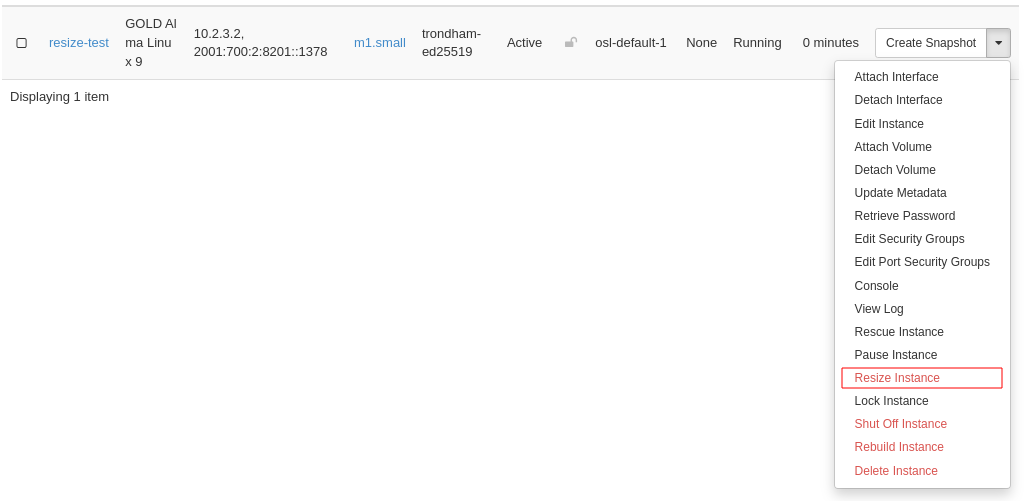 resize-test
GOLD Al
ma Linu
x 9
10.2.3.2,
2001:700:2:8201::1378
m1.small
trondham-
ed25519
Active
osl-default-1
None
Running
0 minutes
Create Snapshot
Displaying 1 item
Attach Interface
Detach Interface
Edit Instance
Attach Volume
Detach Volume
Update Metadata
Retrieve Password
Edit Security Groups
Edit Port Security Groups
Console
View Log
Rescue Instance
Pause Instance
Resize Instance
Lock Instance
Shut Off Instance
Rebuild Instance
Delete Instance